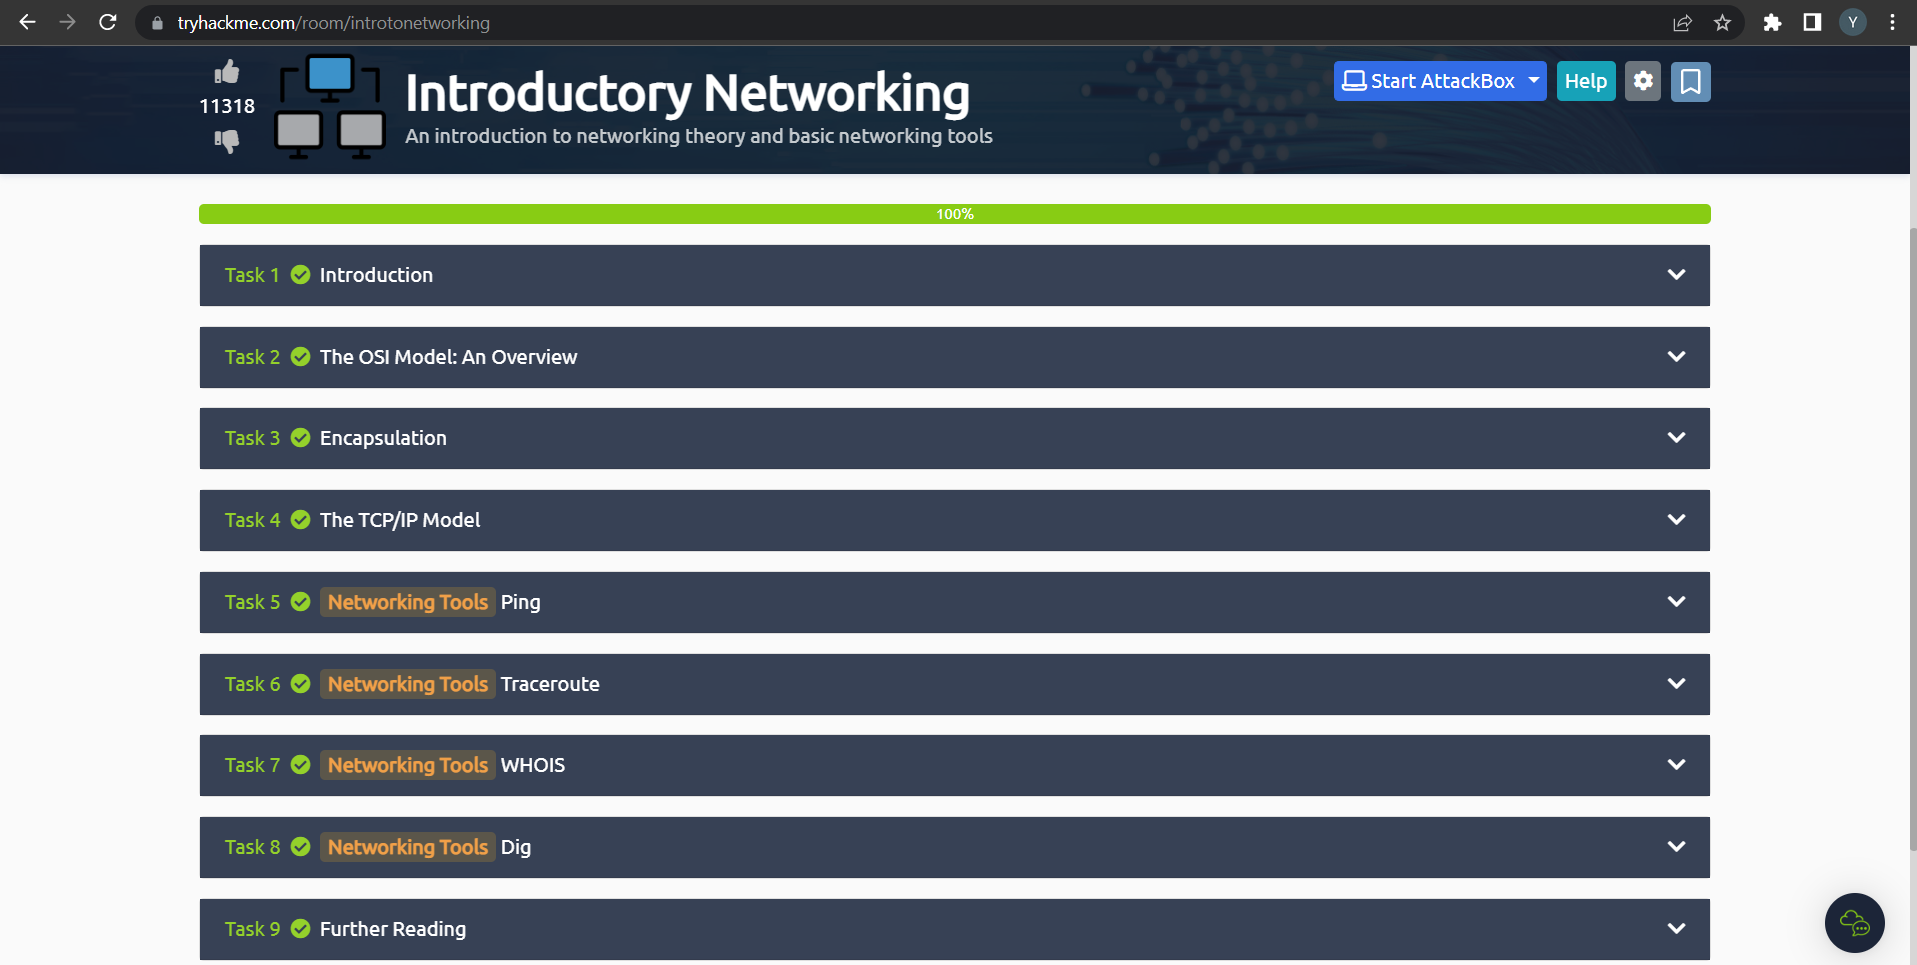 tryhackme.com/room/introtonetworking
Y
11318
Introductory Networking
An introduction to networking theory and basic networking tools
Start AttackBox
Help
100%
Task 1 Introduction
Task 2 The OSI Model: An Overview
Task 3 Encapsulation
Task 4 The TCP/IP Model
Task 5 Networking Tools Ping
Task 6 Networking Tools Traceroute
Task 7 Networking Tools WHOIS
Task 8 Networking Tools Dig
Task 9 Further Reading